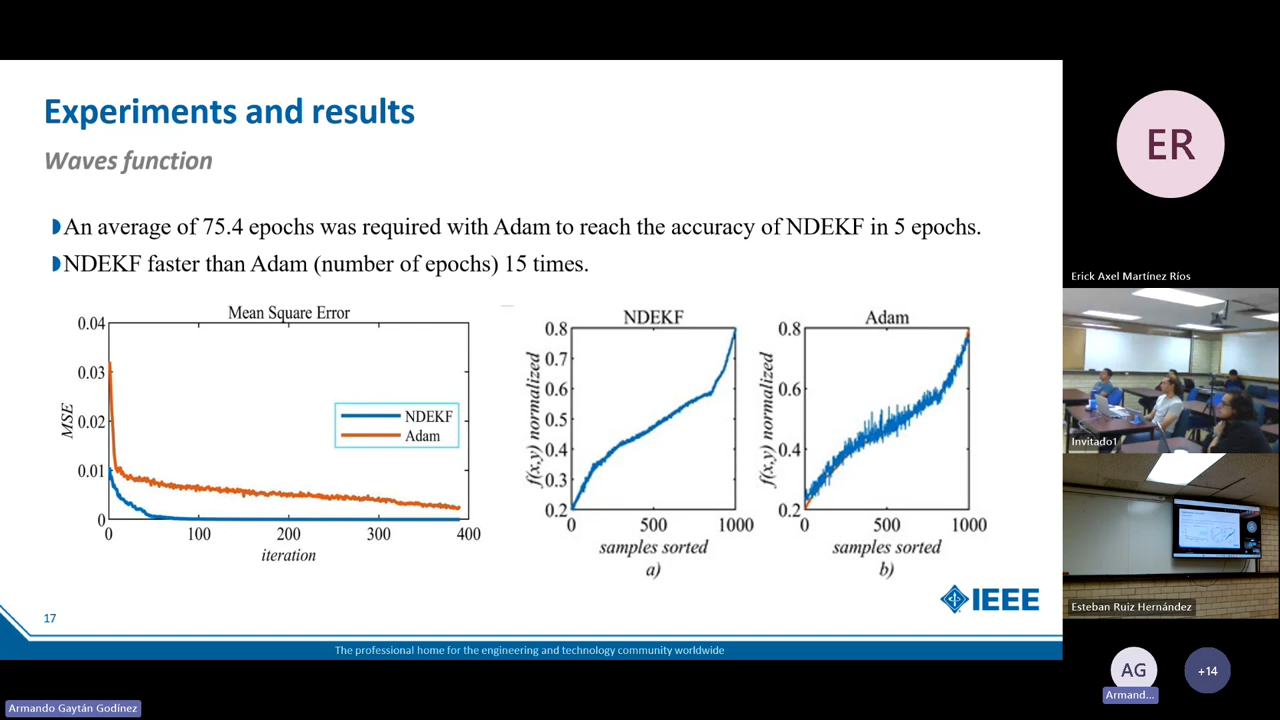 Experiments and results
Waves function
An average of 75.4 epochs was required with Adam to reach the accuracy of NDEKF in 5 epochs.
NDEKF faster than Adam (number of epochs) 15 times.
Mean Square Error
0.04
0.03
0.02
0.01
0
MSE
NDEKF
Adam
0
100
200
300
400
iteration
NDEKF
0.8
0.7
0.6
0.5
0.4
0.3
0.2
f(x,y) normalized
0
500
1000
samples sorted
a)
Adam
0.8
0.6
0.4
0.2
f(x,y) normalized
0
500
1000
samples sorted
b)
IEEE
17
The professional home for the engineering and technology community worldwide
Armando Gaytán Godínez
ER
Erick Axel Martínez Ríos
Invitado1
Esteban Ruiz Hernández
AG
Armand...
+14